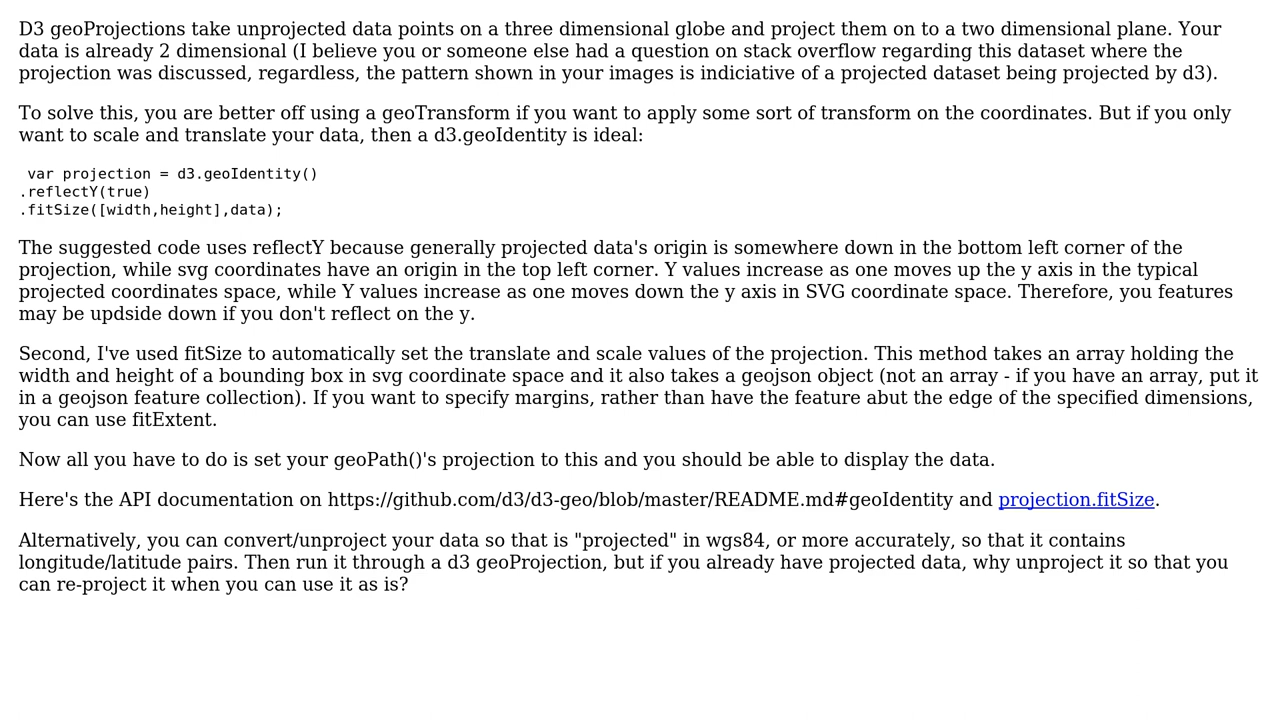 D3 geoProjections take unprojected data points on a three dimensional globe and project them on to a two dimensional plane. Your
data is already 2 dimensional (I believe you or someone else had a question on stack overflow regarding this dataset where the
projection was discussed, regardless, the pattern shown in your images is indiciative of a projected dataset being projected by d3).
To solve this, you are better off using a geoTransform if you want to apply some sort of transform on the coordinates. But if you only
want to scale and translate your data, then a d3.geoIdentity is ideal:
var projection = d3.geoIdentity()
.reflectY(true)
.fitSize([width,height],data);
The suggested code uses reflectY because generally projected data's origin is somewhere down in the bottom left corner of the
projection, while svg coordinates have an origin in the top left corner. Y values increase as one moves up the y axis in the typical
projected coordinates space, while Y values increase as one moves down the y axis in SVG coordinate space. Therefore, you features
may be updside down if you don't reflect on the y.
Second, I've used fitSize to automatically set the translate and scale values of the projection. This method takes an array holding the
width and height of a bounding box in svg coordinate space and it also takes a geojson object (not an array - if you have an array, put it
in a geojson feature collection). If you want to specify margins, rather than have the feature abut the edge of the specified dimensions,
you can use fitExtent.
Now all you have to do is set your geoPath()'s projection to this and you should be able to display the data.
Here's the API documentation on https://github.com/d3/d3-geo/blob/master/README.md#geoIdentity and projection.fitSize.
Alternatively, you can convert/unproject your data so that is "projected" in wgs84, or more accurately, so that it contains
longitude/latitude pairs. Then run it through a d3 geoProjection, but if you already have projected data, why unproject it so that you
can re-project it when you can use it as is?